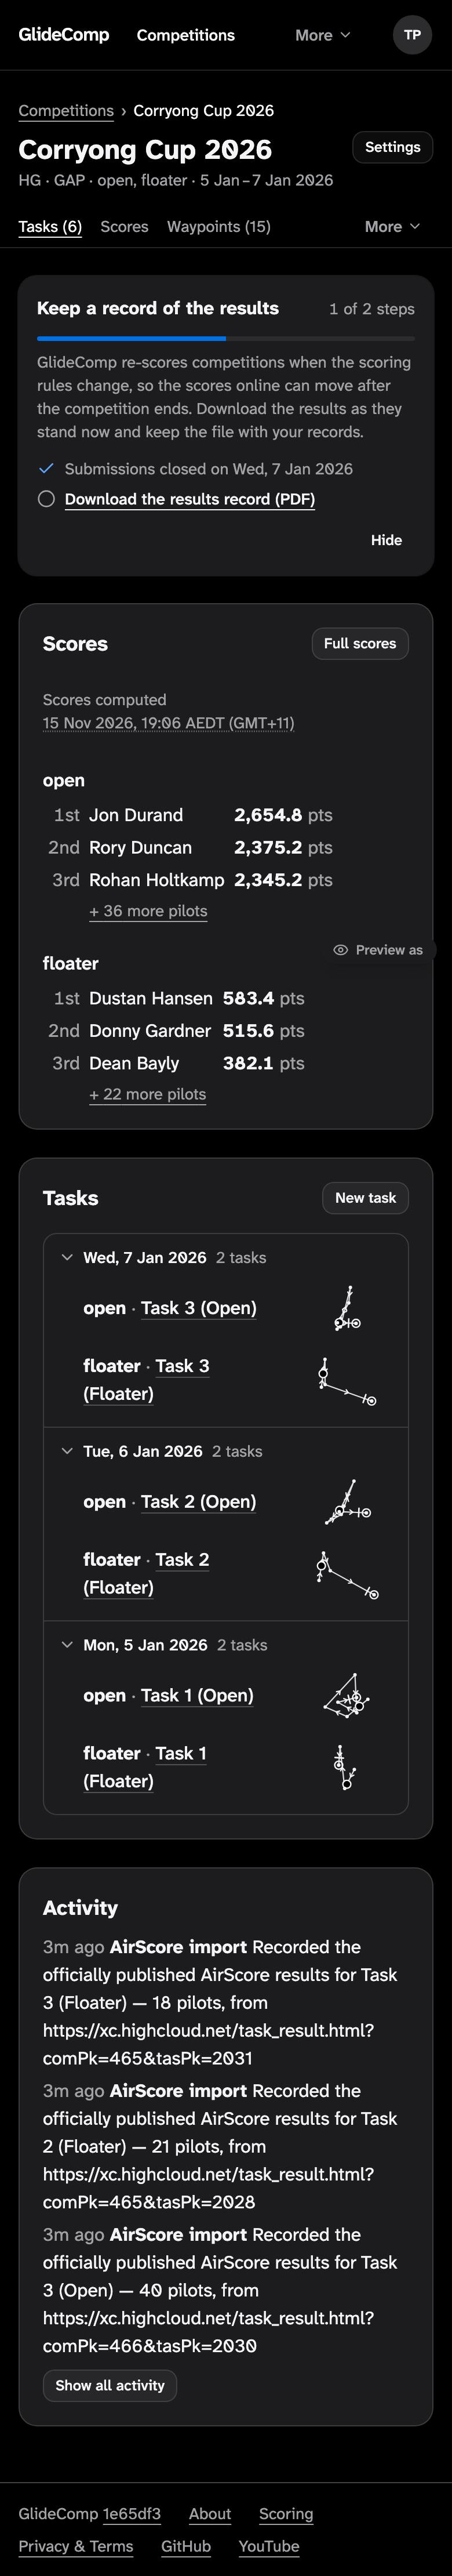 GlideComp Competitions More TP
Competitions › Corryong Cup 2026
Corryong Cup 2026 Settings
HG · GAP · open, floater · 5 Jan – 7 Jan 2026
Tasks (6) Scores Waypoints (15) More
Keep a record of the results 1 of 2 steps
GlideComp re-scores competitions when the scoring
rules change, so the scores online can move after
the competition ends. Download the results as they
stand now and keep the file with your records.
Submissions closed on Wed, 7 Jan 2026
Download the results record (PDF)
Hide
Scores Full scores
Scores computed
15 Nov 2026, 19:06 AEDT (GMT+11)
open
1st Jon Durand 2,654.8 pts
2nd Rory Duncan 2,375.2 pts
3rd Rohan Holtkamp 2,345.2 pts
+ 36 more pilots
Preview as
floater
1st Dustan Hansen 583.4 pts
2nd Donny Gardner 515.6 pts
3rd Dean Bayly 382.1 pts
+ 22 more pilots
Tasks New task
Wed, 7 Jan 2026 2 tasks
open · Task 3 (Open)
floater · Task 3
(Floater)
Tue, 6 Jan 2026 2 tasks
open · Task 2 (Open)
floater · Task 2
(Floater)
Mon, 5 Jan 2026 2 tasks
open · Task 1 (Open)
floater · Task 1
(Floater)
Activity
3m ago AirScore import Recorded the
officially published AirScore results for Task
3 (Floater) — 18 pilots, from
https://xc.highcloud.net/task_result.html?
comPk=465&tasPk=2031
3m ago AirScore import Recorded the
officially published AirScore results for Task
2 (Floater) — 21 pilots, from
https://xc.highcloud.net/task_result.html?
comPk=465&tasPk=2028
3m ago AirScore import Recorded the
officially published AirScore results for Task
3 (Open) — 40 pilots, from
https://xc.highcloud.net/task_result.html?
comPk=466&tasPk=2030
Show all activity
GlideComp 1e65df3 About Scoring
Privacy & Terms GitHub YouTube